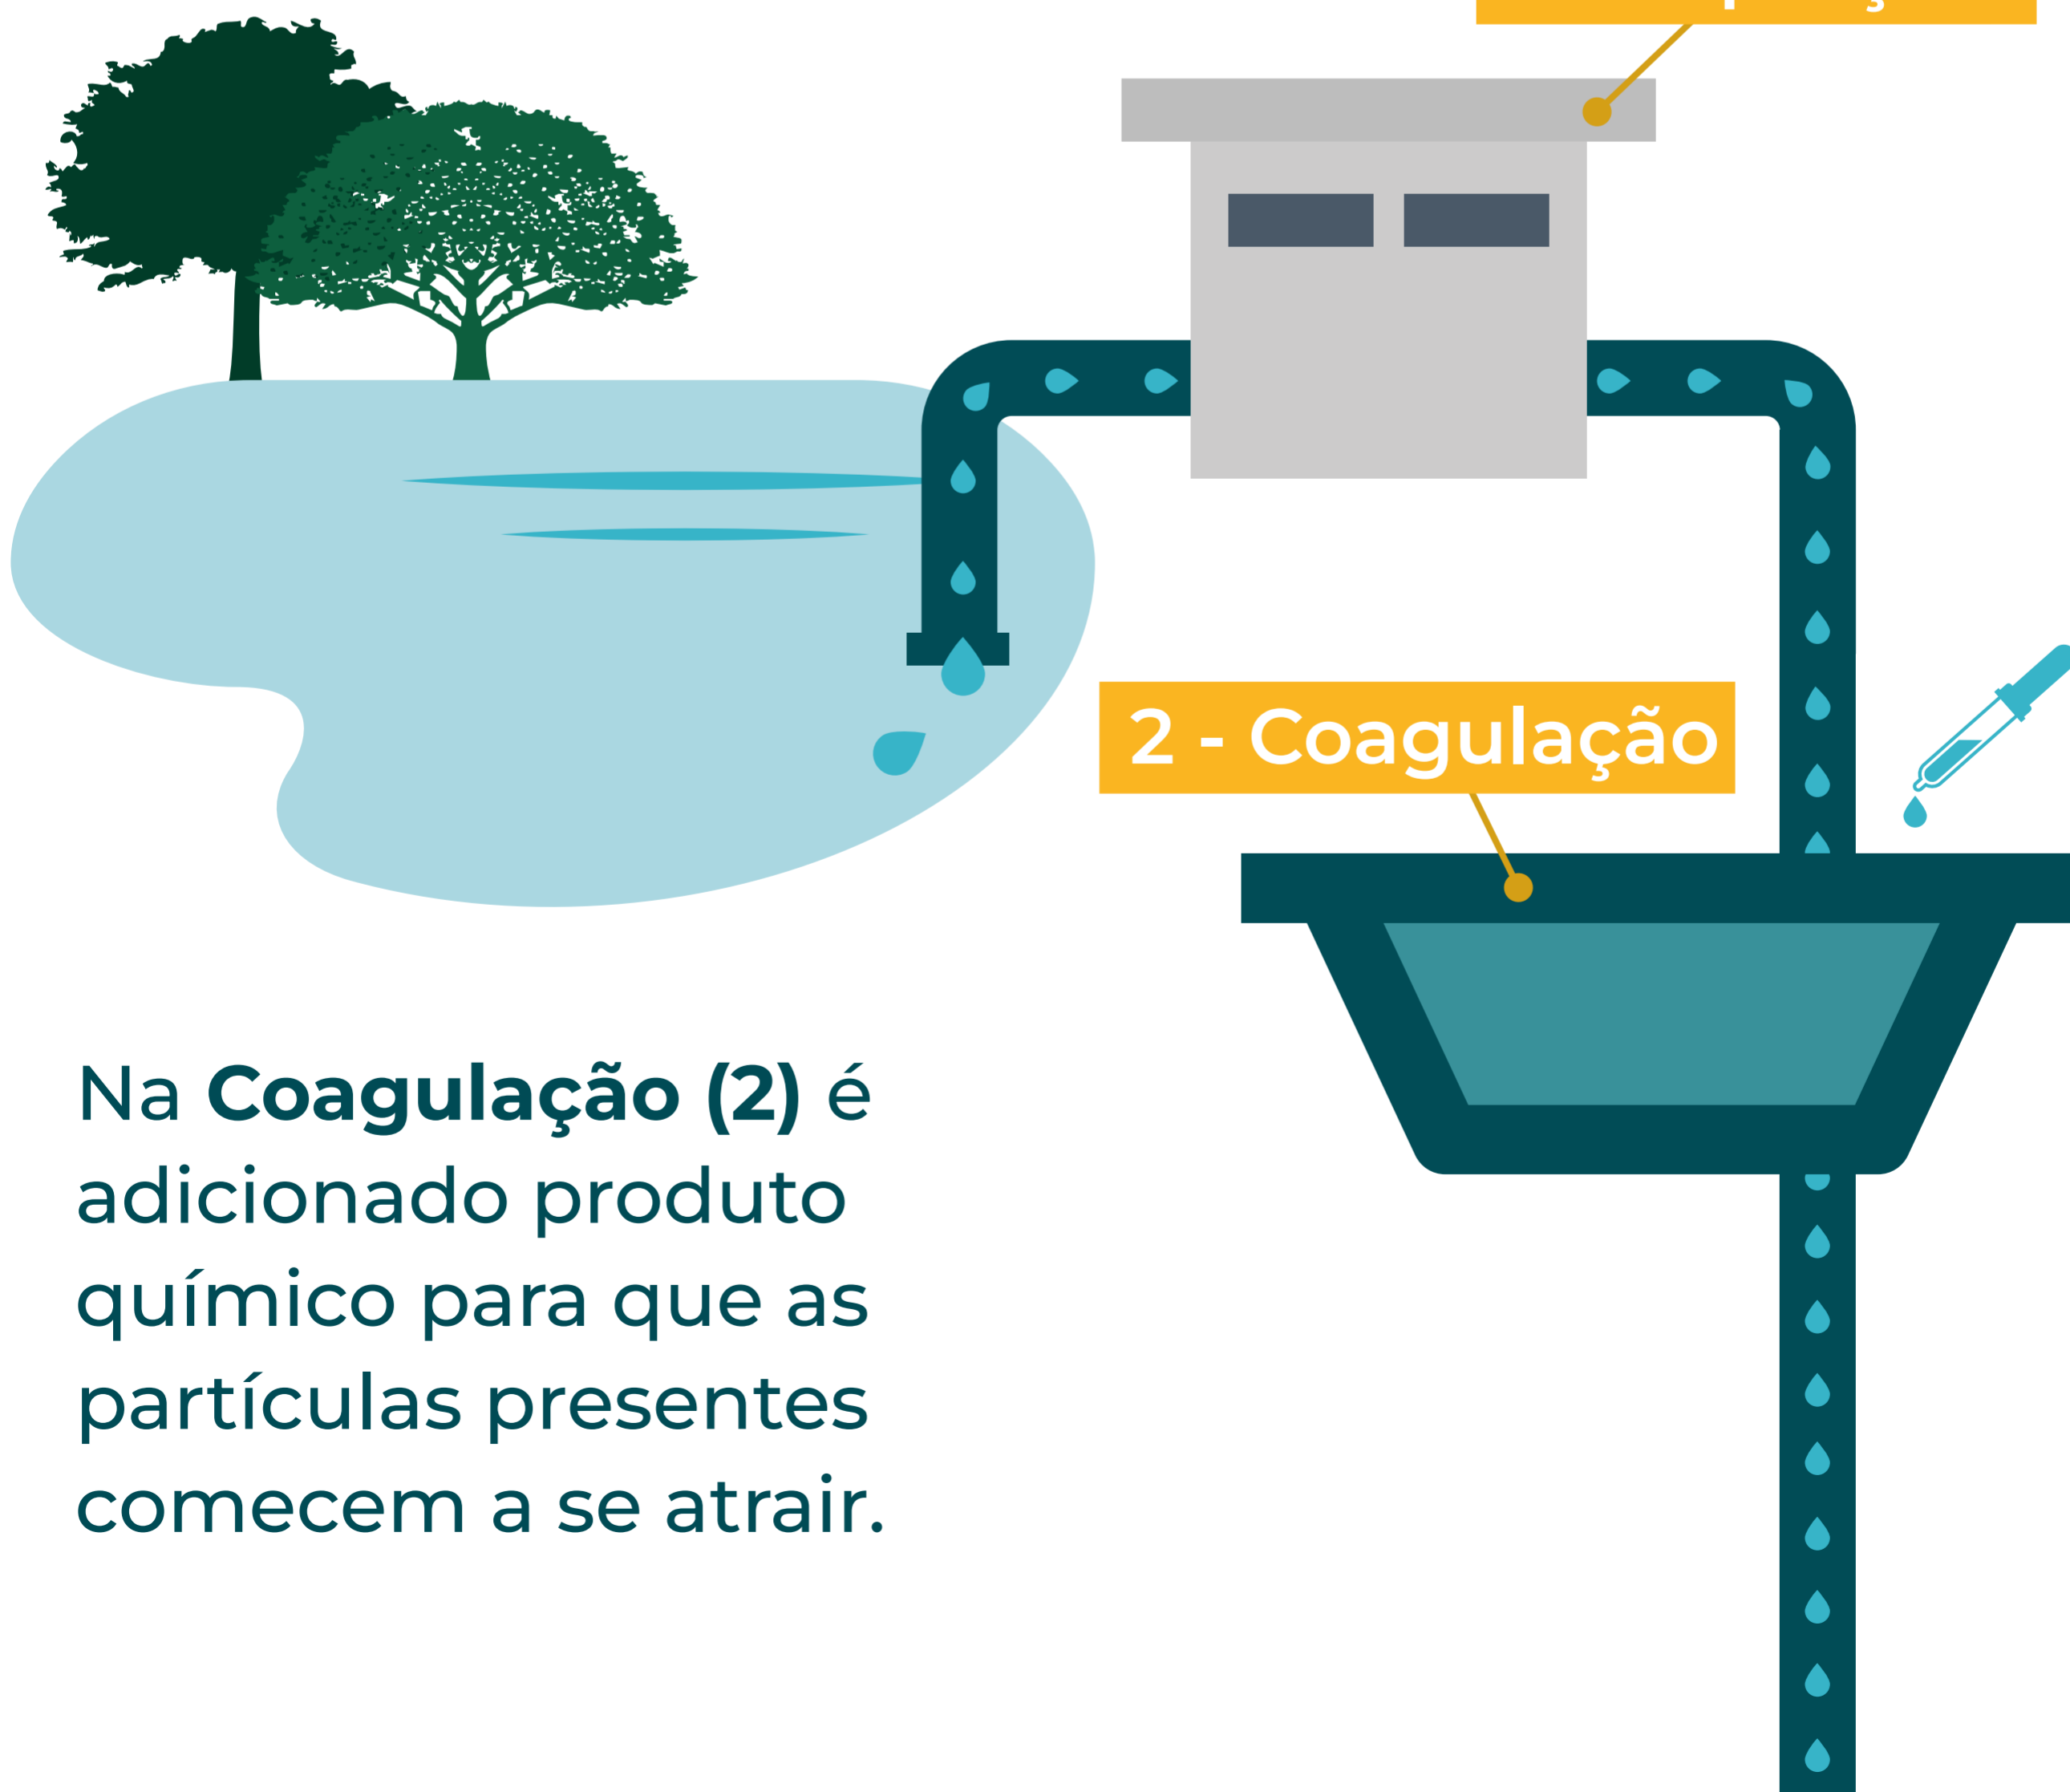 2 - Coagulação
Na Coagulação (2) é
adicionado produto
químico para que as
partículas presentes
comecem a se atrair.